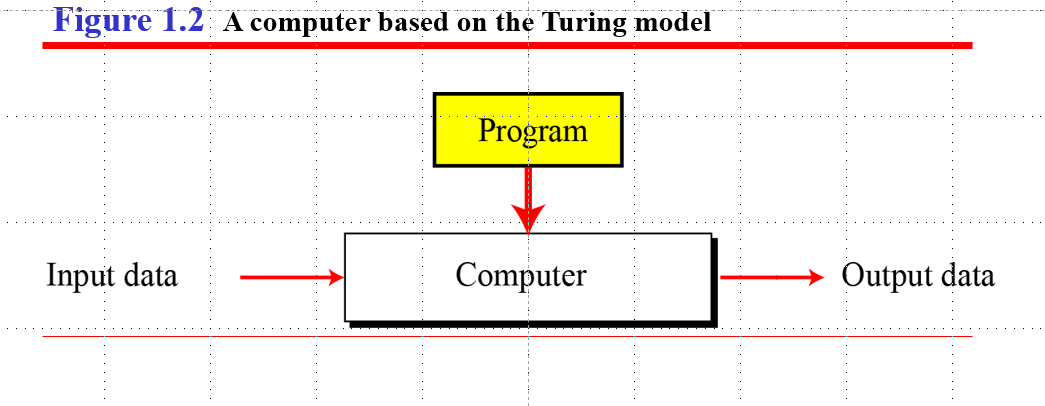 Figure 1.2 A computer based on the Turing model
Program
Input data
Computer
Output data